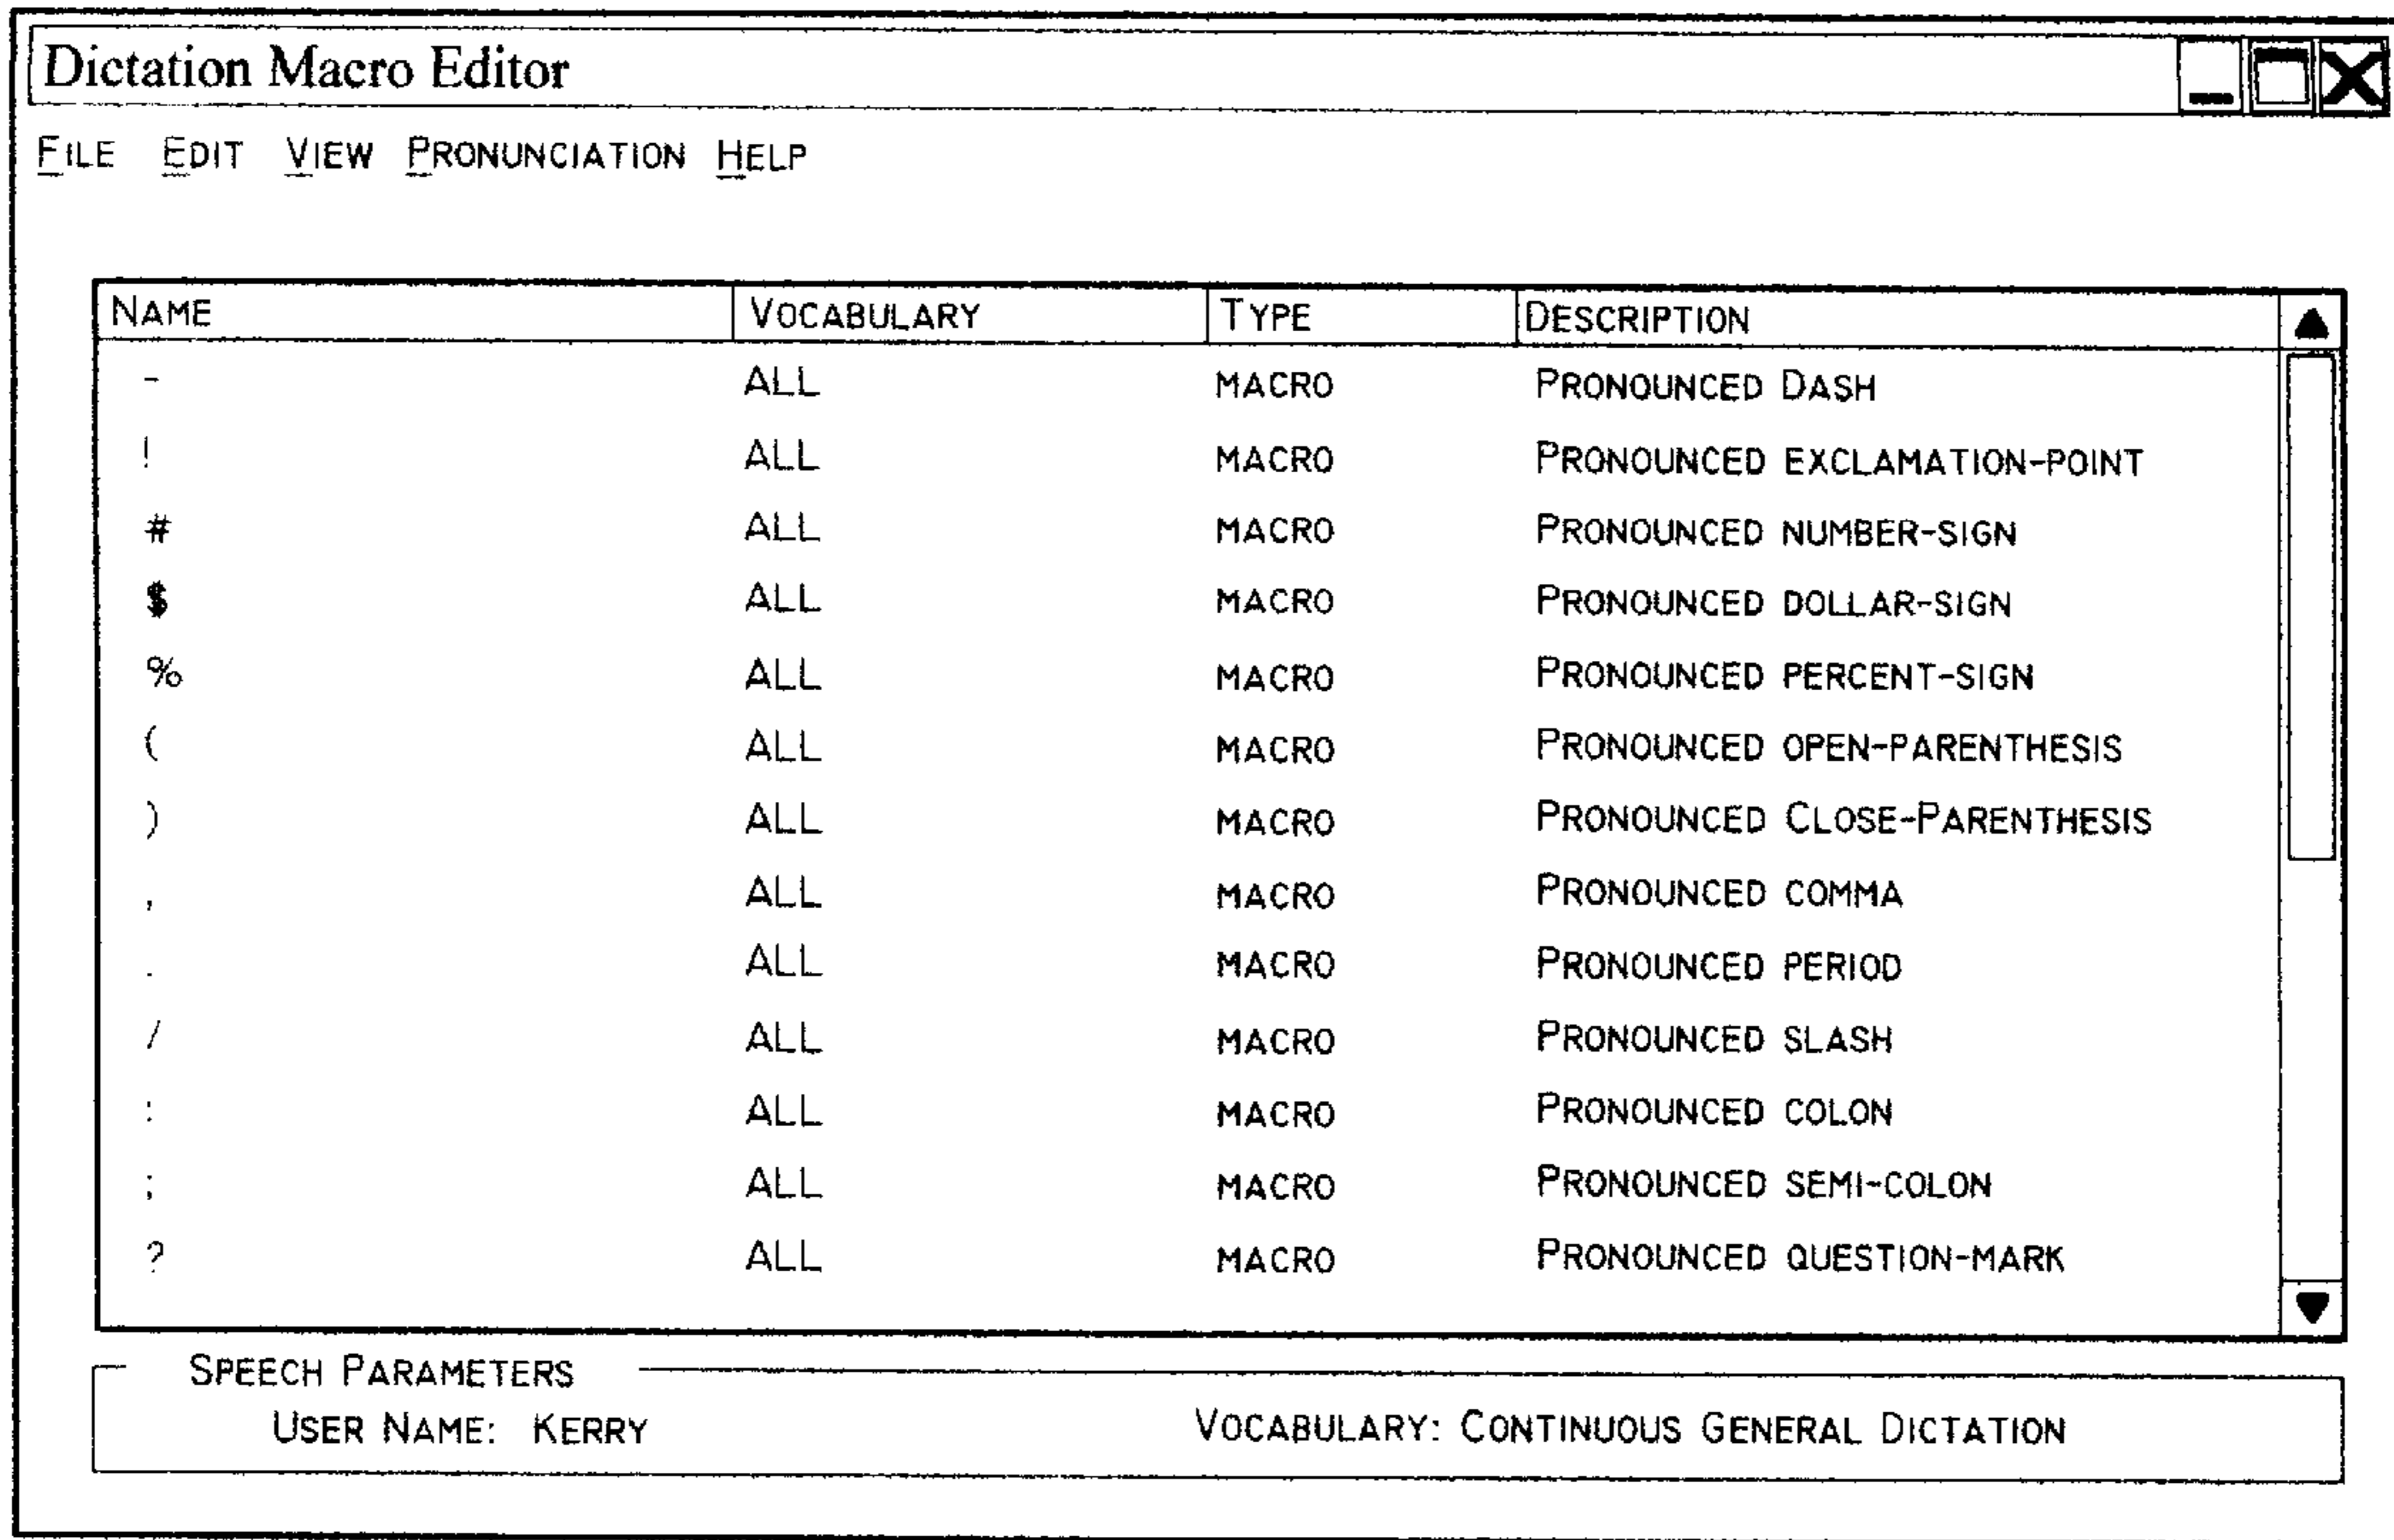 Dictation Macro Editor
FILE EDIT VIEW PRONUNCIATION HELP
NAME VOCABULARY TYPE DESCRIPTION
- ALL MACRO PRONOUNCED DASH
! ALL MACRO PRONOUNCED EXCLAMATION-POINT
# ALL MACRO PRONOUNCED NUMBER-SIGN
$ ALL MACRO PRONOUNCED DOLLAR-SIGN
% ALL MACRO PRONOUNCED PERCENT-SIGN
( ALL MACRO PRONOUNCED OPEN-PARENTHESIS
) ALL MACRO PRONOUNCED CLOSE-PARENTHESIS
, ALL MACRO PRONOUNCED COMMA
. ALL MACRO PRONOUNCED PERIOD
/ ALL MACRO PRONOUNCED SLASH
: ALL MACRO PRONOUNCED COLON
; ALL MACRO PRONOUNCED SEMI-COLON
? ALL MACRO PRONOUNCED QUESTION-MARK
SPEECH PARAMETERS
USER NAME: KERRY VOCABULARY: CONTINUOUS GENERAL DICTATION